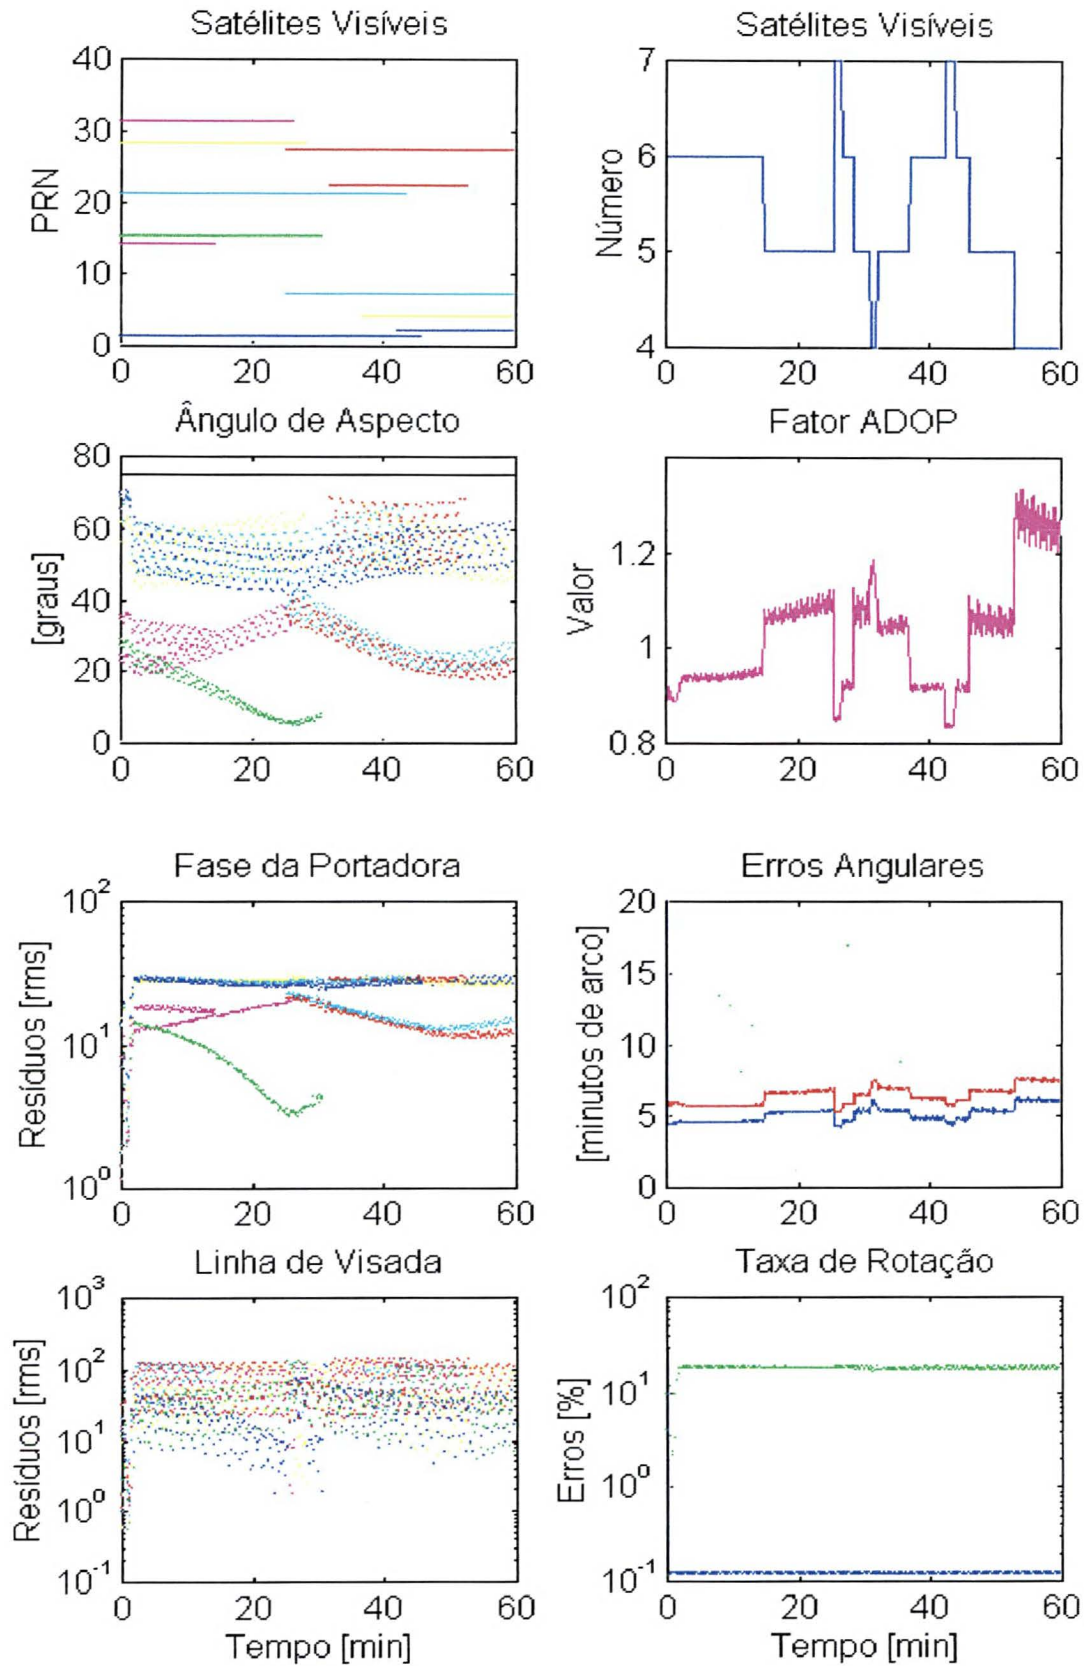 Satélites Visíveis
PRN
40
30
20
10
0
0 20 40 60
Satélites Visíveis
Número
7
6
5
4
0 20 40 60
Ângulo de Aspecto
[graus]
80
60
40
20
0
0 20 40 60
Fator ADOP
Valor
1.2
1
0.8
0 20 40 60
Fase da Portadora
Resíduos [rms]
10²
10¹
10⁰
0 20 40 60
Erros Angulares
[minutos de arco]
20
15
10
5
0
0 20 40 60
Linha de Visada
Resíduos [rms]
10³
10²
10¹
10⁰
10⁻¹
0 20 40 60
Tempo [min]
Taxa de Rotação
Erros [%]
10²
10¹
10⁰
10⁻¹
0 20 40 60
Tempo [min]